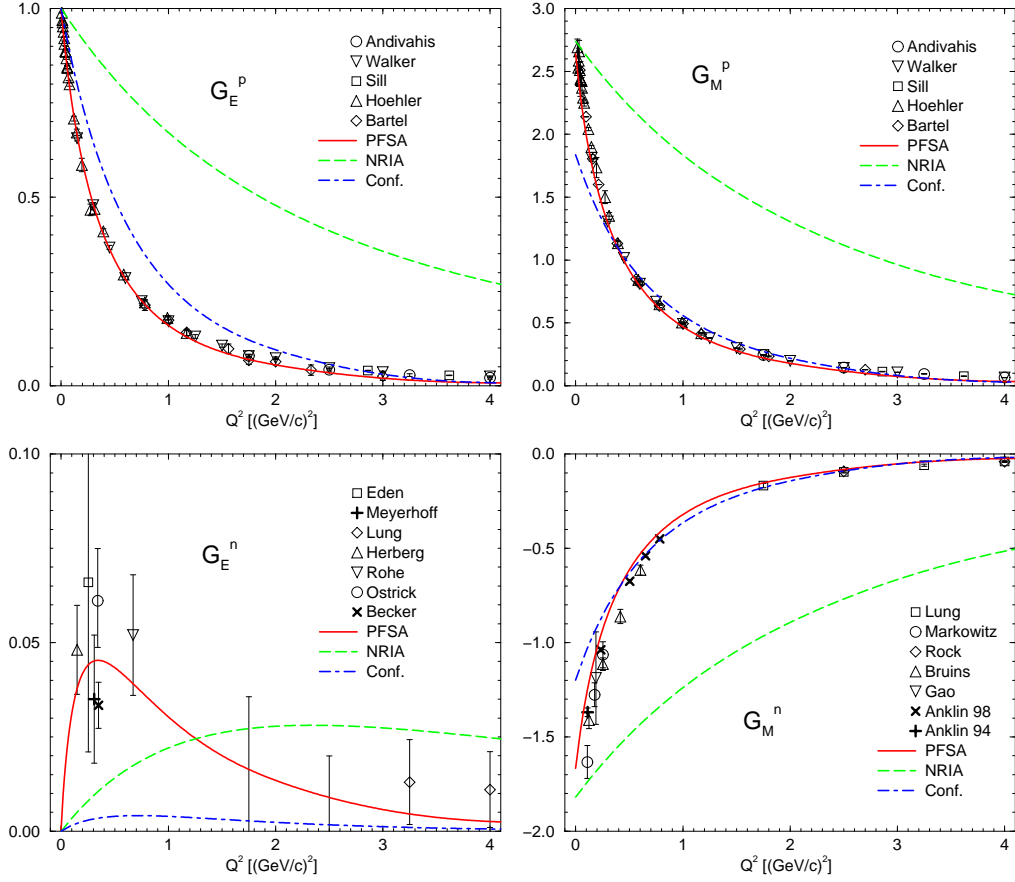 1.0
0.5
0.0
0 1 2 3 4
Q² [(GeV/c)²]
G_E^p
Andivahis
Walker
Sill
Hoehler
Bartel
PFSA
NRIA
Conf.
3.0
2.5
2.0
1.5
1.0
0.5
0.0
0 1 2 3 4
Q² [(GeV/c)²]
G_M^p
Andivahis
Walker
Sill
Hoehler
Bartel
PFSA
NRIA
Conf.
0.10
0.05
0.00
0 1 2 3 4
Q² [(GeV/c)²]
G_E^n
Eden
Meyerhoff
Lung
Herberg
Rohe
Ostrick
Becker
PFSA
NRIA
Conf.
0.0
−0.5
−1.0
−1.5
−2.0
0 1 2 3 4
Q² [(GeV/c)²]
G_M^n
Lung
Markowitz
Rock
Bruins
Gao
Anklin 98
Anklin 94
PFSA
NRIA
Conf.